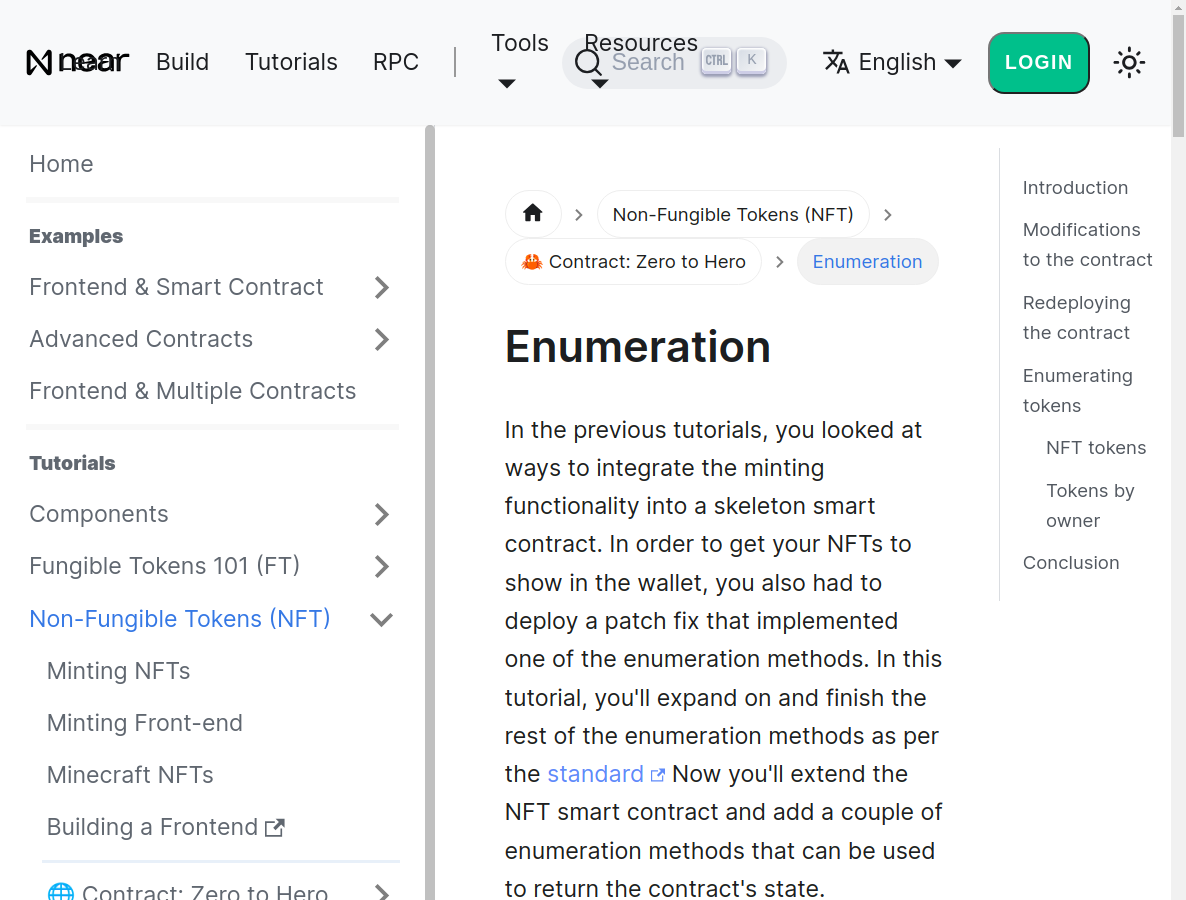 near
Learn
Build
Tutorials
RPC
Tools
Resources
Search
CTRL
K
English
LOGIN
Home
Examples
Frontend & Smart Contract
Advanced Contracts
Frontend & Multiple Contracts
Tutorials
Components
Fungible Tokens 101 (FT)
Non-Fungible Tokens (NFT)
Minting NFTs
Minting Front-end
Minecraft NFTs
Building a Frontend
Contract: Zero to Hero
Non-Fungible Tokens (NFT)
Contract: Zero to Hero
Enumeration
Enumeration
In the previous tutorials, you looked at
ways to integrate the minting
functionality into a skeleton smart
contract. In order to get your NFTs to
show in the wallet, you also had to
deploy a patch fix that implemented
one of the enumeration methods. In this
tutorial, you'll expand on and finish the
rest of the enumeration methods as per
the standard Now you'll extend the
NFT smart contract and add a couple of
enumeration methods that can be used
to return the contract's state.
Introduction
Modifications
to the contract
Redeploying
the contract
Enumerating
tokens
NFT tokens
Tokens by
owner
Conclusion